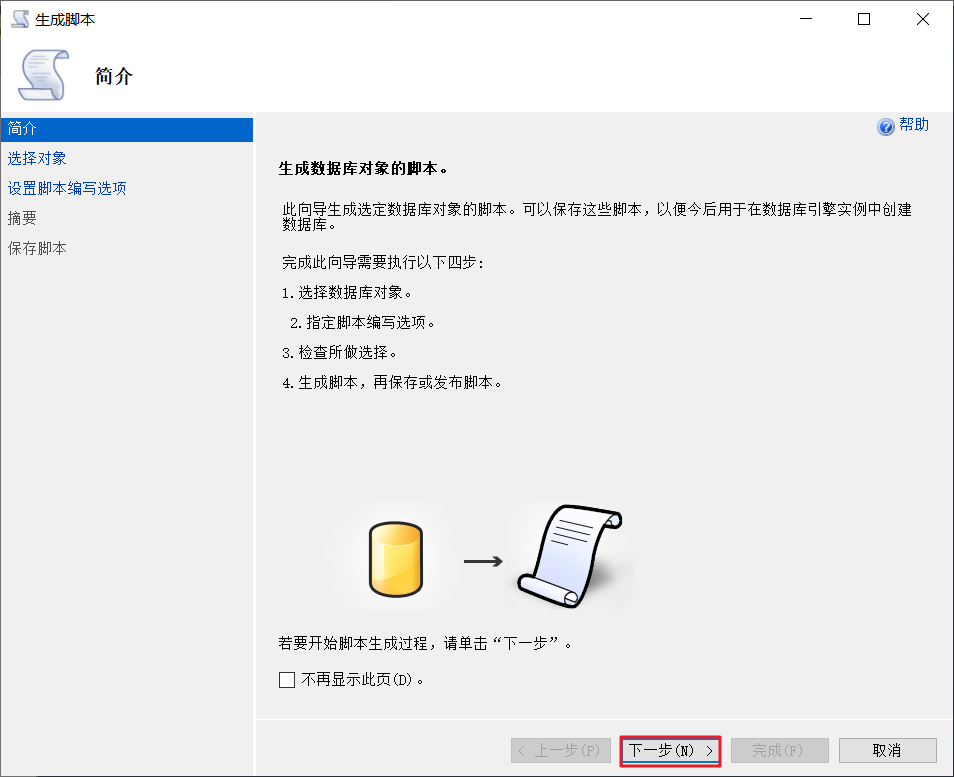 生成脚本
简介
简介
选择对象
设置脚本编写选项
摘要
保存脚本
帮助
生成数据库对象的脚本。
此向导生成选定数据库对象的脚本。可以保存这些脚本，以便今后用于在数据库引擎实例中创建
数据库。
完成此向导需要执行以下四步:
1.选择数据库对象。
2.指定脚本编写选项。
3.检查所做选择。
4.生成脚本，再保存或发布脚本。
若要开始脚本生成过程，请单击“下一步”。
不再显示此页(D)。
< 上一步(P)
下一步(N) >
完成(F)
取消